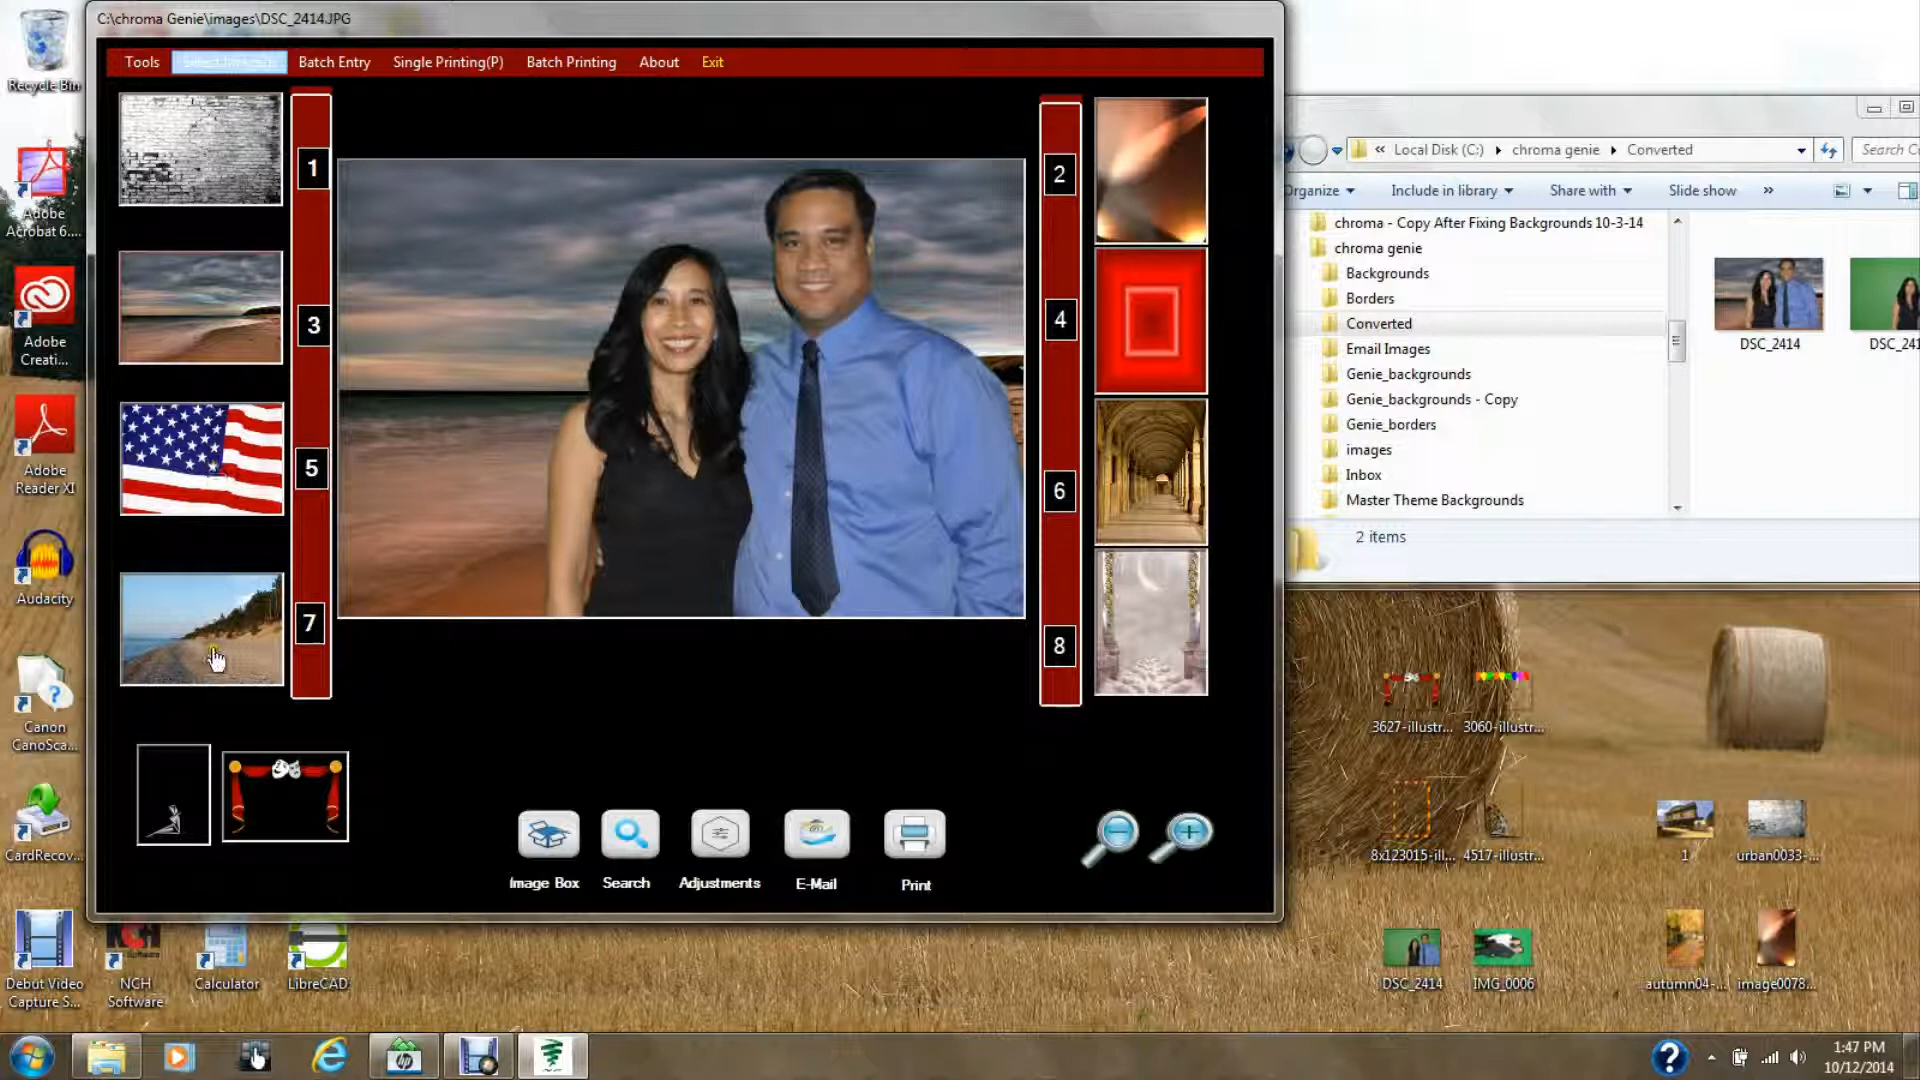 C:\chroma Genie\images\DSC_2414.JPG
Tools Batch Entry Single Printing(P) Batch Printing About Exit
1
2
3
4
5
6
7
8
Image Box Search Adjustments E-Mail Print
Recycle Bin
Adobe
Acrobat 6....
Adobe
Creati...
Adobe
Reader XI
Audacity
Canon
CanoSca...
CardRecov...
Debut Video
Capture S...
NCH
Software
Calculator
LibreCAD
« Local Disk (C:) chroma genie Converted
Search Co
Organize Include in library Share with Slide show »
chroma - Copy After Fixing Backgrounds 10-3-14
chroma genie
Backgrounds
Borders
Converted
Email Images
Genie_backgrounds
Genie_backgrounds - Copy
Genie_borders
images
Inbox
Master Theme Backgrounds
DSC_2414
DSC_241
2 items
3627-illustr...
3060-illustr...
8x123015-ill...
4517-illustr...
1
urban0033-...
DSC_2414
IMG_0006
autumn04-...
image0078...
hp
1:47 PM
10/12/2014